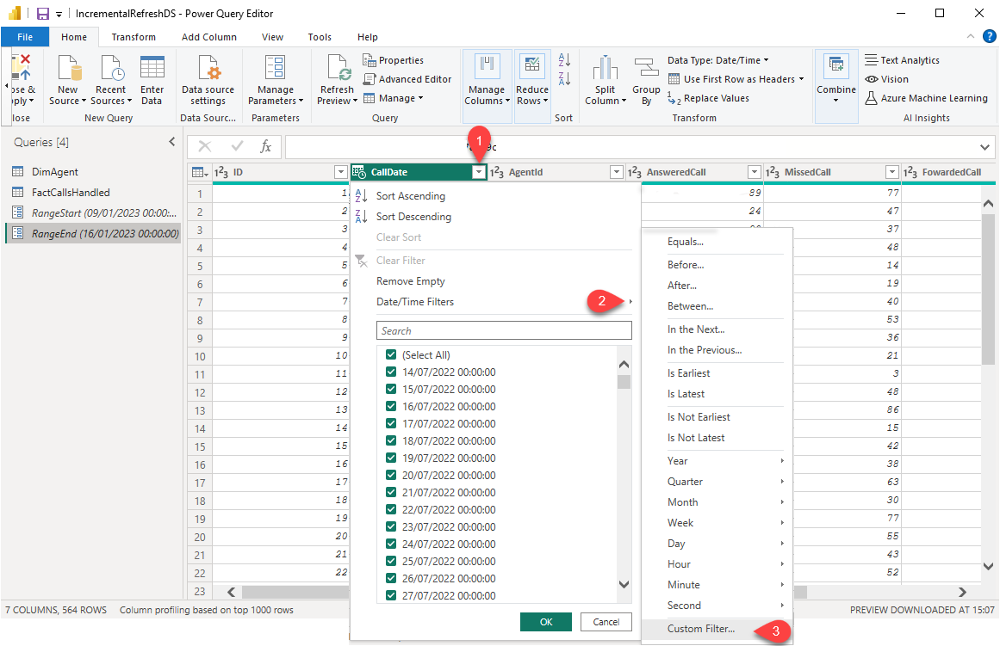 IncrementalRefreshDS - Power Query Editor
File Home Transform Add Column View Tools Help
New Source
Recent Sources
Enter Data
New Query
Data source settings
Data Sourc...
Manage Parameters
Parameters
Refresh Preview
Properties
Advanced Editor
Manage
Query
Manage Columns
Reduce Rows
Sort
Split Column
Group By
Data Type: Date/Time
Use First Row as Headers
Replace Values
Transform
Combine
Text Analytics
Vision
Azure Machine Learning
AI Insights
Queries [4]
DimAgent
FactCallsHandled
RangeStart (09/01/2023 00:00:...
RangeEnd (16/01/2023 00:00:00)
fx
1
ID CallDate AgentId AnsweredCall MissedCall FowardedCall
1 1 89 77
2 2 24 47
3 3 37
4 4 48
5 5 14
6 6 19
7 7 40
8 8 53
9 9 36
10 10 21
11 11 3
12 12 48
13 13 86
14 14 15
15 15 42
16 16 38
17 17 63
18 18 30
19 19 77
20 20 55
21 21 43
22 22 52
23
Sort Ascending
Sort Descending
Clear Sort
Clear Filter
Remove Empty
Date/Time Filters
2
Search
(Select All)
14/07/2022 00:00:00
15/07/2022 00:00:00
16/07/2022 00:00:00
17/07/2022 00:00:00
18/07/2022 00:00:00
19/07/2022 00:00:00
20/07/2022 00:00:00
21/07/2022 00:00:00
22/07/2022 00:00:00
23/07/2022 00:00:00
24/07/2022 00:00:00
25/07/2022 00:00:00
26/07/2022 00:00:00
27/07/2022 00:00:00
OK Cancel
Equals...
Before...
After...
Between...
In the Next...
In the Previous...
Is Earliest
Is Latest
Is Not Earliest
Is Not Latest
Year
Quarter
Month
Week
Day
Hour
Minute
Second
Custom Filter...
3
7 COLUMNS, 564 ROWS Column profiling based on top 1000 rows PREVIEW DOWNLOADED AT 15:07